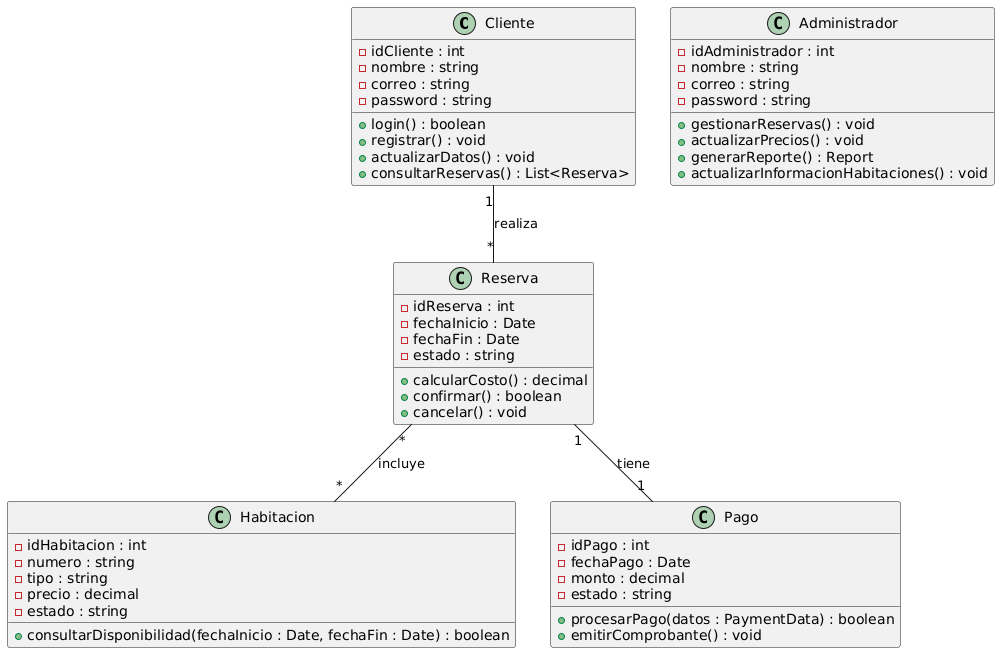 C Cliente
idCliente : int
nombre : string
correo : string
password : string
login() : boolean
registrar() : void
actualizarDatos() : void
consultarReservas() : List<Reserva>
C Administrador
idAdministrador : int
nombre : string
correo : string
password : string
gestionarReservas() : void
actualizarPrecios() : void
generarReporte() : Report
actualizarInformacionHabitaciones() : void
1
realiza
*
C Reserva
idReserva : int
fechaInicio : Date
fechaFin : Date
estado : string
calcularCosto() : decimal
confirmar() : boolean
cancelar() : void
*
incluye
*
1
tiene
1
C Habitacion
idHabitacion : int
numero : string
tipo : string
precio : decimal
estado : string
consultarDisponibilidad(fechaInicio : Date, fechaFin : Date) : boolean
C Pago
idPago : int
fechaPago : Date
monto : decimal
estado : string
procesarPago(datos : PaymentData) : boolean
emitirComprobante() : void